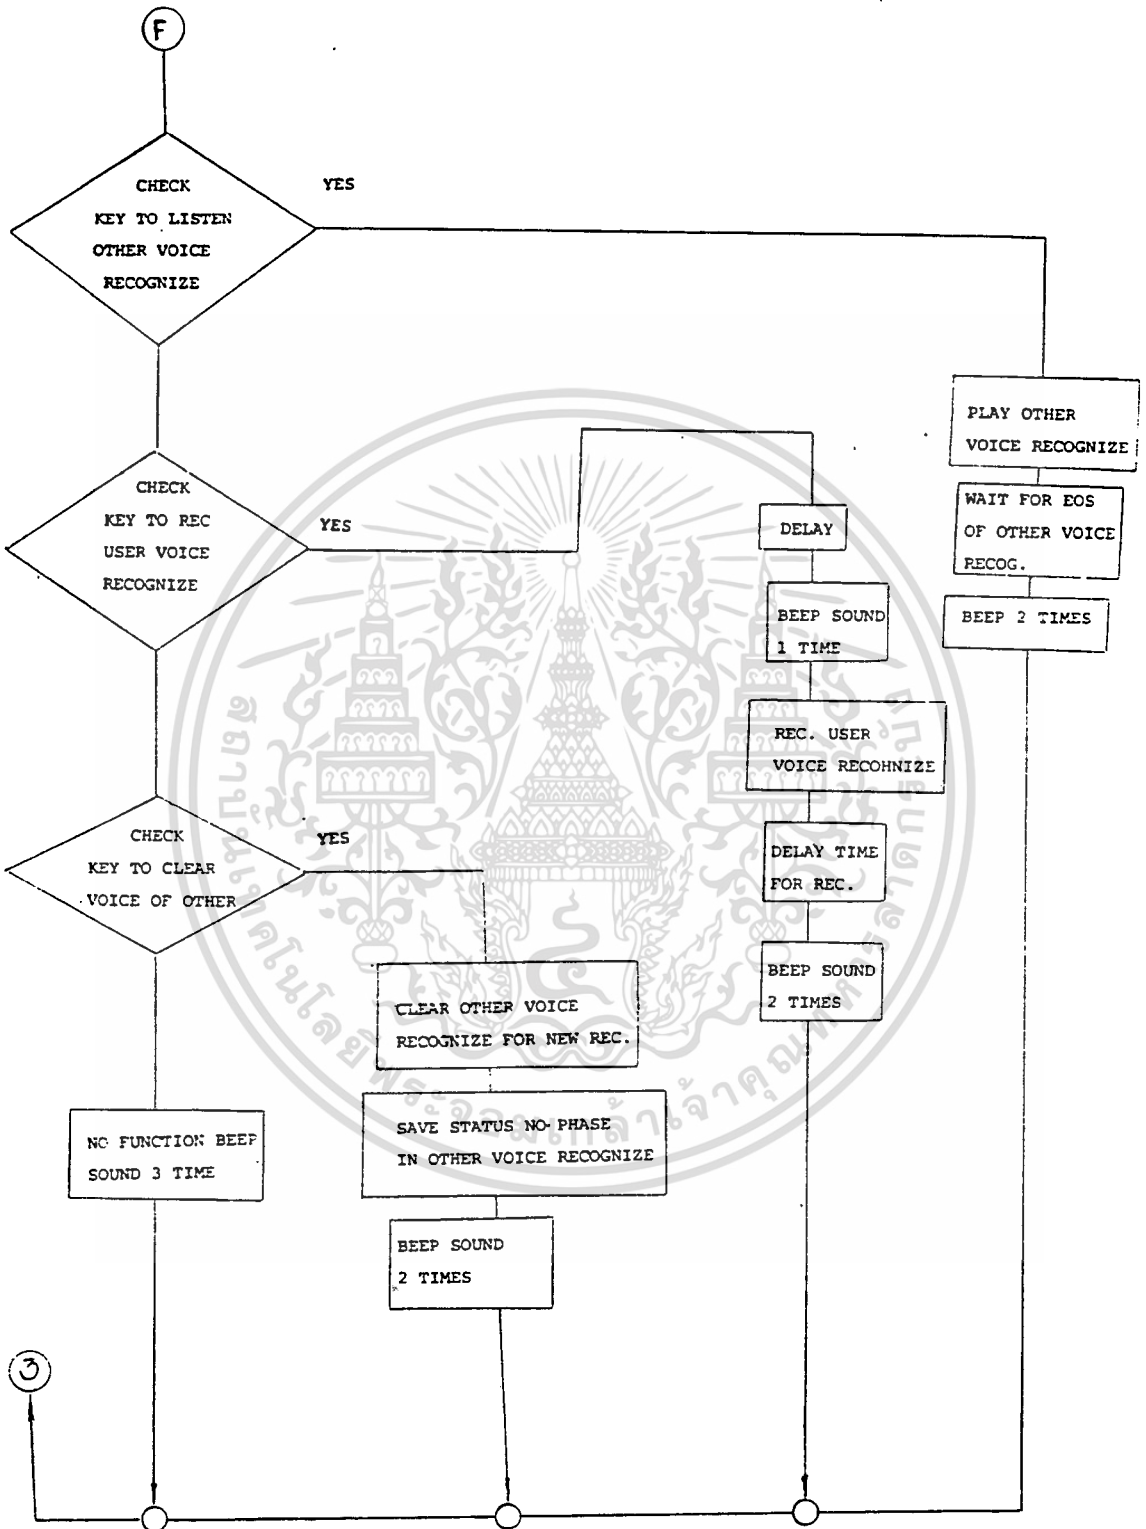 F
CHECK
KEY TO LISTEN
OTHER VOICE
RECOGNIZE
YES
PLAY OTHER
VOICE RECOGNIZE
WAIT FOR EOS
OF OTHER VOICE
RECOG.
BEEP 2 TIMES
CHECK
KEY TO REC
USER VOICE
RECOGNIZE
YES
DELAY
BEEP SOUND
1 TIME
REC. USER
VOICE RECOHNIZE
DELAY TIME
FOR REC.
BEEP SOUND
2 TIMES
CHECK
KEY TO CLEAR
VOICE OF OTHER
YES
CLEAR OTHER VOICE
RECOGNIZE FOR NEW REC.
SAVE STATUS NO-PHASE
IN OTHER VOICE RECOGNIZE
BEEP SOUND
2 TIMES
NO FUNCTION BEEP
SOUND 3 TIME
3